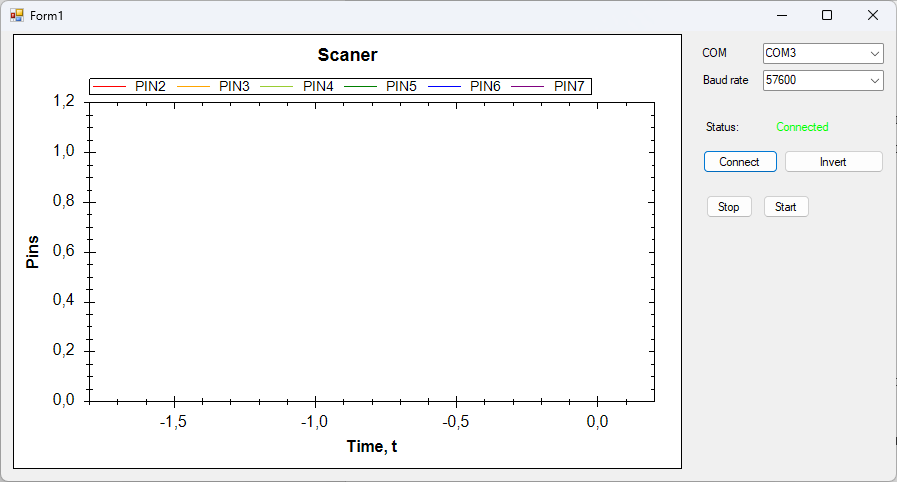 Form1
Scaner
PIN2 PIN3 PIN4 PIN5 PIN6 PIN7
1,2
1,0
0,8
0,6
0,4
0,2
0,0
Pins
-1,5 -1,0 -0,5 0,0
Time, t
COM COM3
Baud rate 57600
Status: Connected
Connect Invert
Stop Start